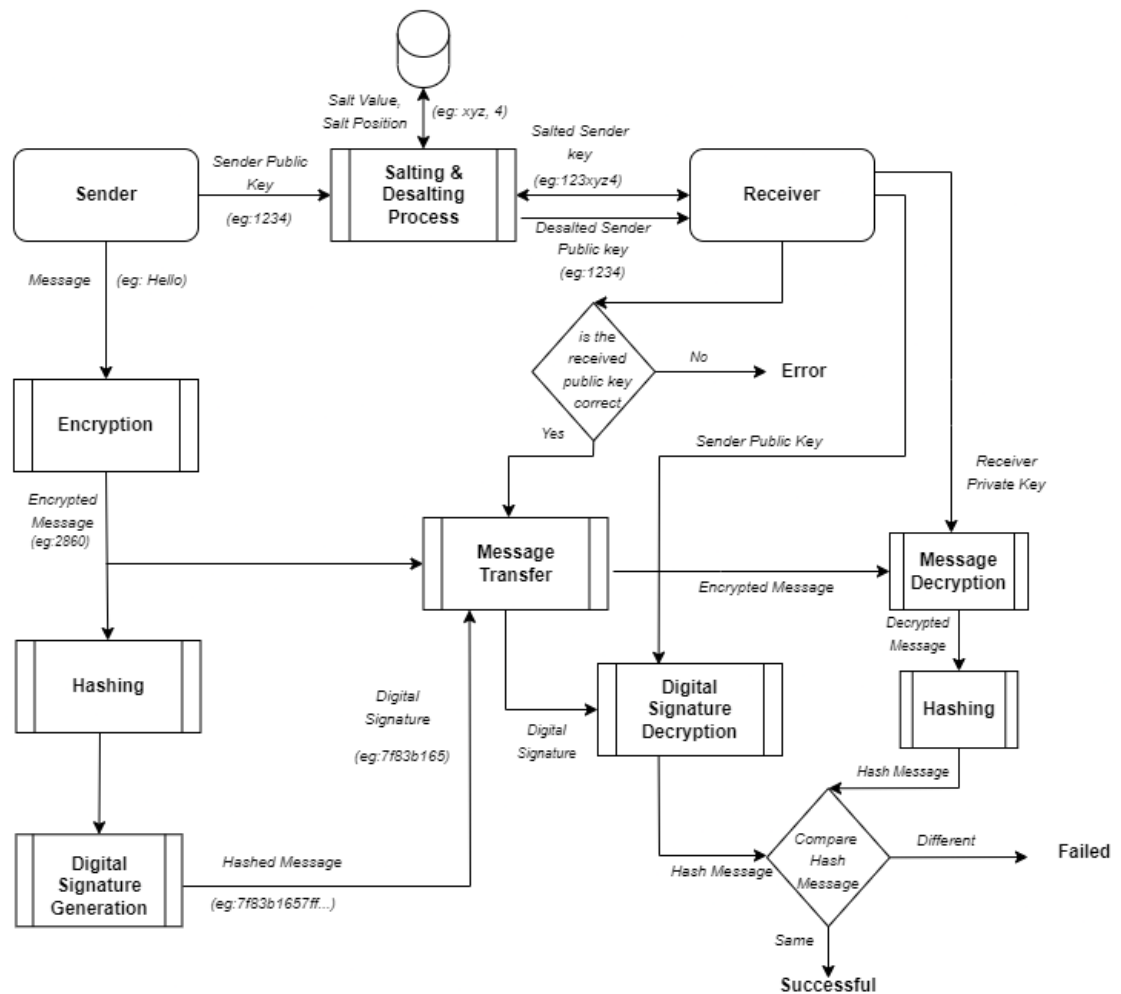 Salt Value,
Salt Position
(eg: xyz, 4)
Sender
Sender Public
Key
(eg:1234)
Salting &
Desalting
Process
Salted Sender
key
(eg:123xyz4)
Desalted Sender
Public key
(eg:1234)
Receiver
Message
(eg: Hello)
is the
received
public key
correct
No
Error
Yes
Encryption
Sender Public Key
Receiver
Private Key
Encrypted
Message
(eg:2860)
Message
Transfer
Encrypted Message
Message
Decryption
Decrypted
Message
Hashing
Digital
Signature
(eg:7f83b165)
Digital
Signature
Digital
Signature
Decryption
Hashing
Hash Message
Digital
Signature
Generation
Hashed Message
(eg:7f83b1657ff...)
Hash Message
Compare
Hash
Message
Different
Failed
Same
Successful